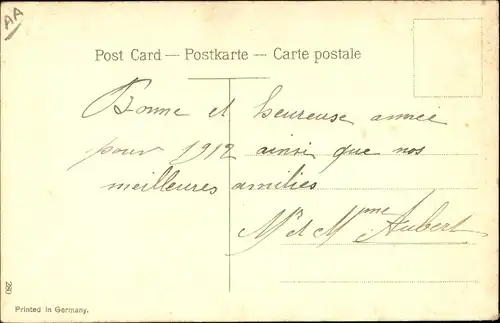 AA
Post Card — Postkarte — Carte postale
Bonne et heureuse année
pour 1912 ainsi que nos
meilleures amitiés
Mr et Mme Aubert
280
Printed in Germany.